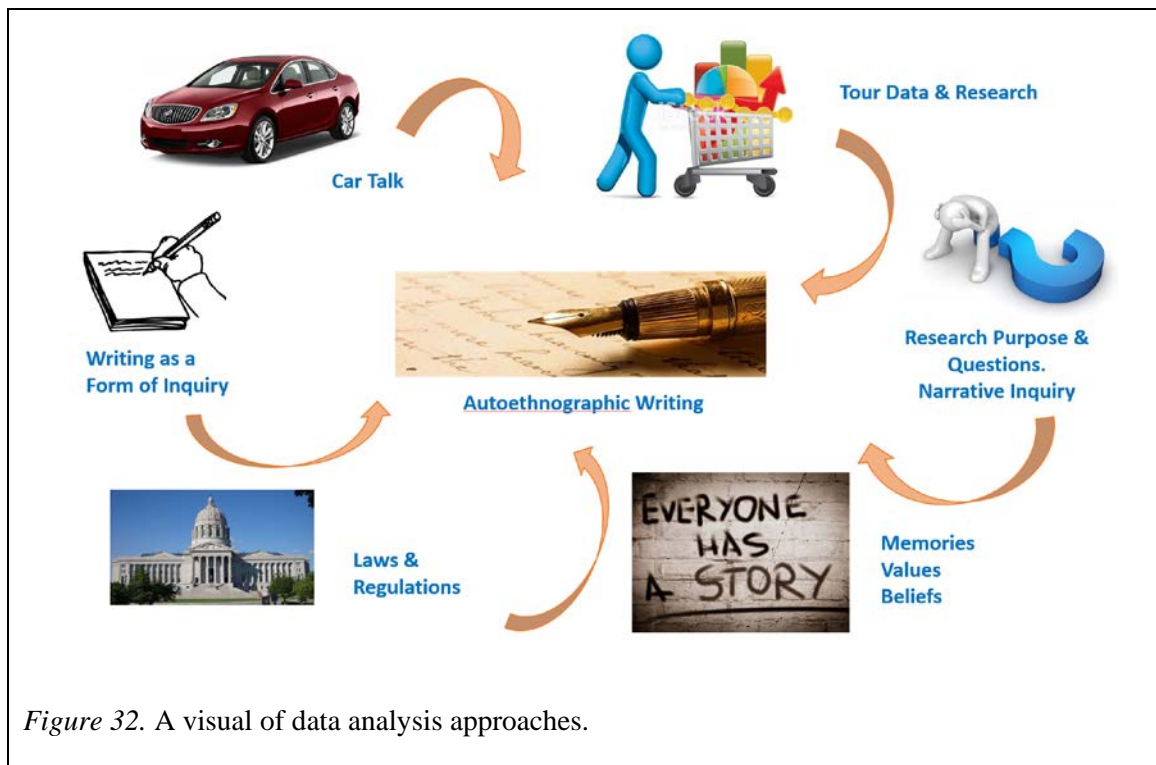 Car Talk
Tour Data & Research
Writing as a
Form of Inquiry
Autoethnographic Writing
Research Purpose &
Questions.
Narrative Inquiry
Laws &
Regulations
EVERYONE
HAS
A STORY
Memories
Values
Beliefs
Figure 32. A visual of data analysis approaches.